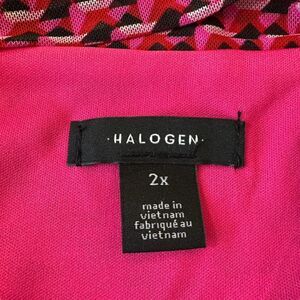 ·HALOGEN·
2x
made in
vietnam
fabriqué au
vietnam